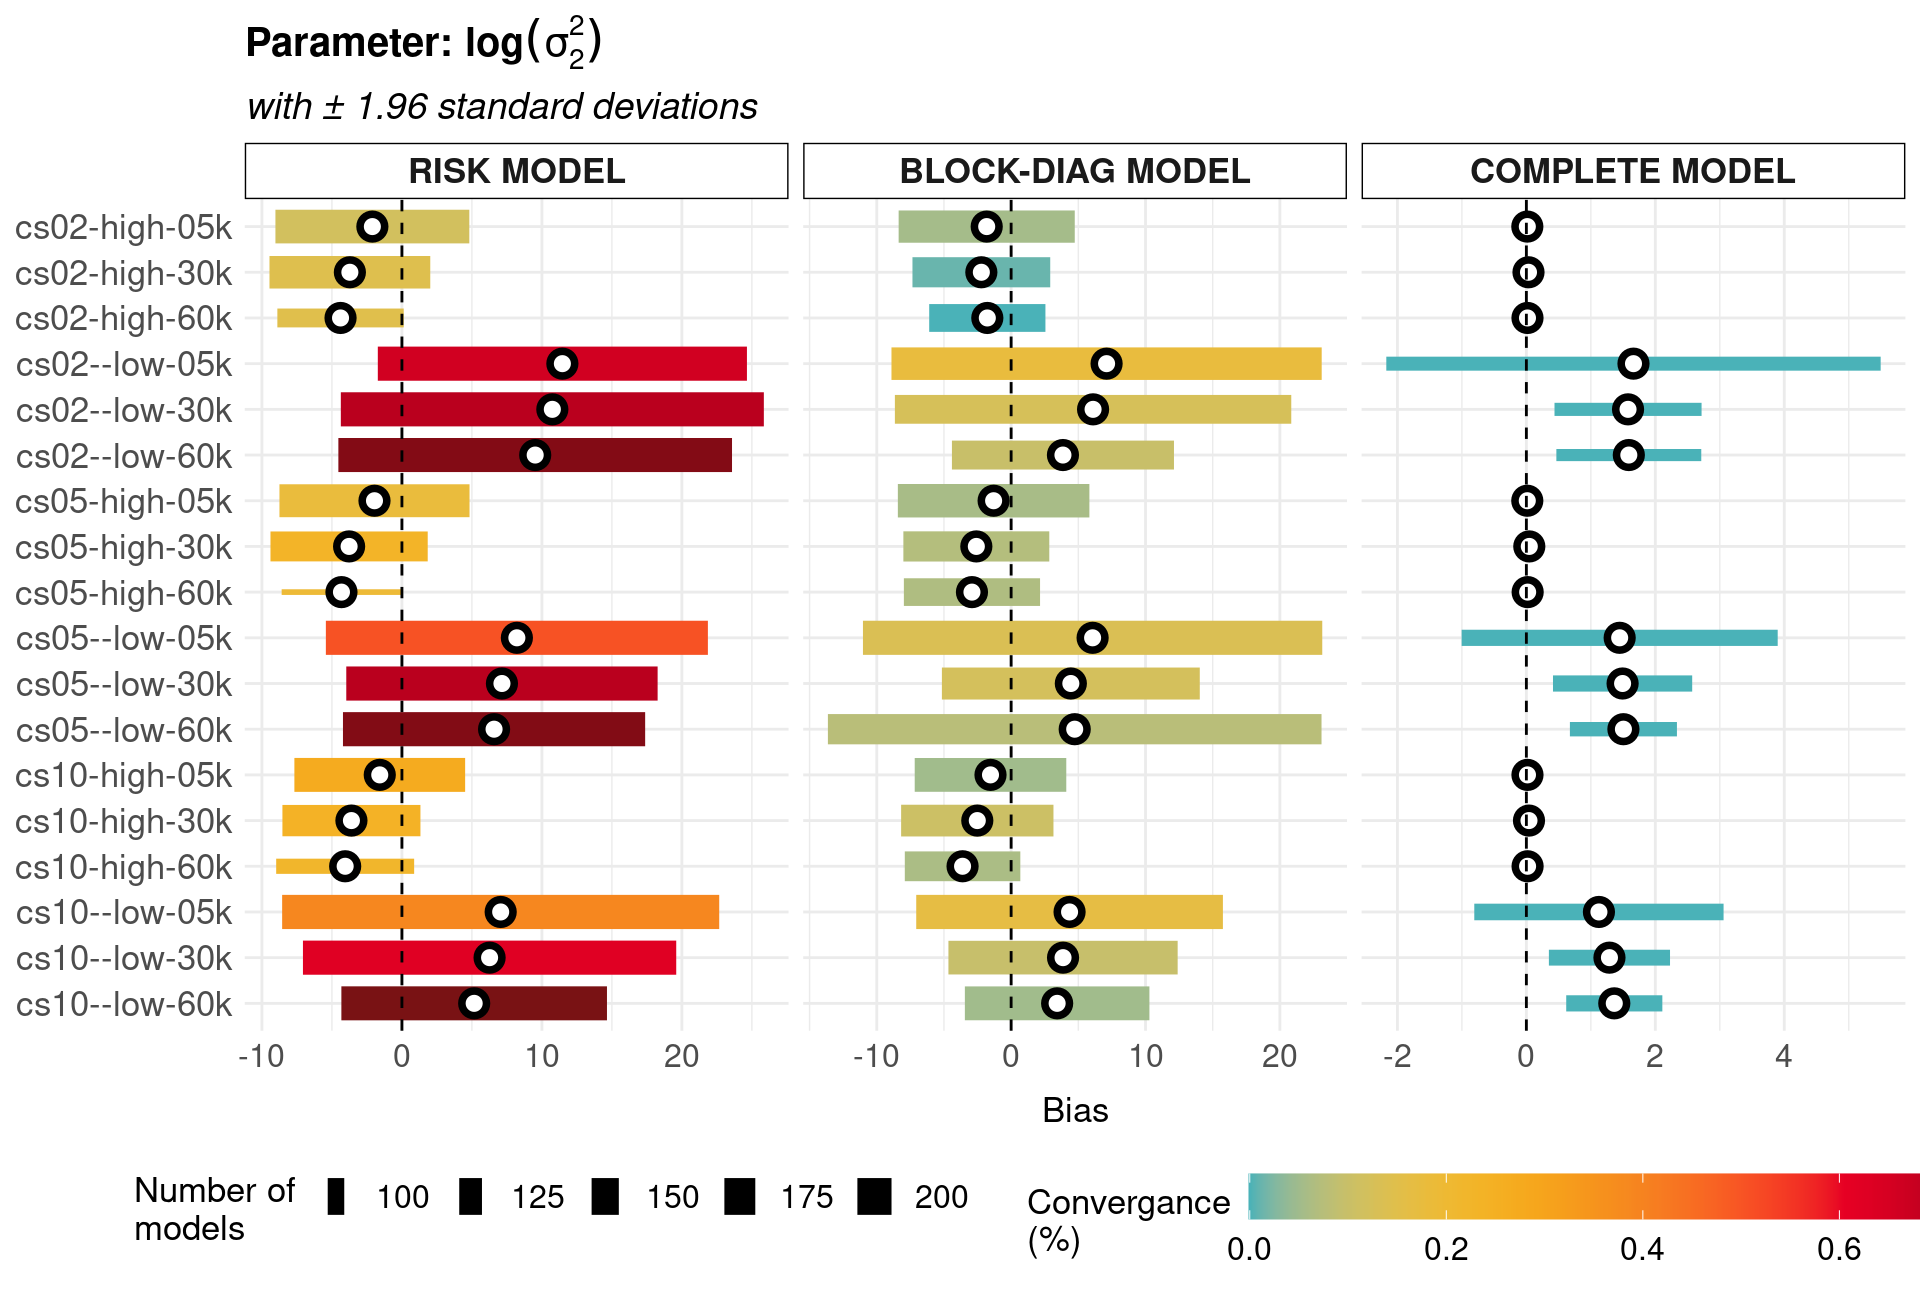 Parameter: log(σ₂²)
with ± 1.96 standard deviations
RISK MODEL
BLOCK-DIAG MODEL
COMPLETE MODEL
cs02-high-05k
cs02-high-30k
cs02-high-60k
cs02--low-05k
cs02--low-30k
cs02--low-60k
cs05-high-05k
cs05-high-30k
cs05-high-60k
cs05--low-05k
cs05--low-30k
cs05--low-60k
cs10-high-05k
cs10-high-30k
cs10-high-60k
cs10--low-05k
cs10--low-30k
cs10--low-60k
-10 0 10 20
-10 0 10 20
-2 0 2 4
Bias
Number of
models
100 125 150 175 200
Convergance
(%)
0.0 0.2 0.4 0.6